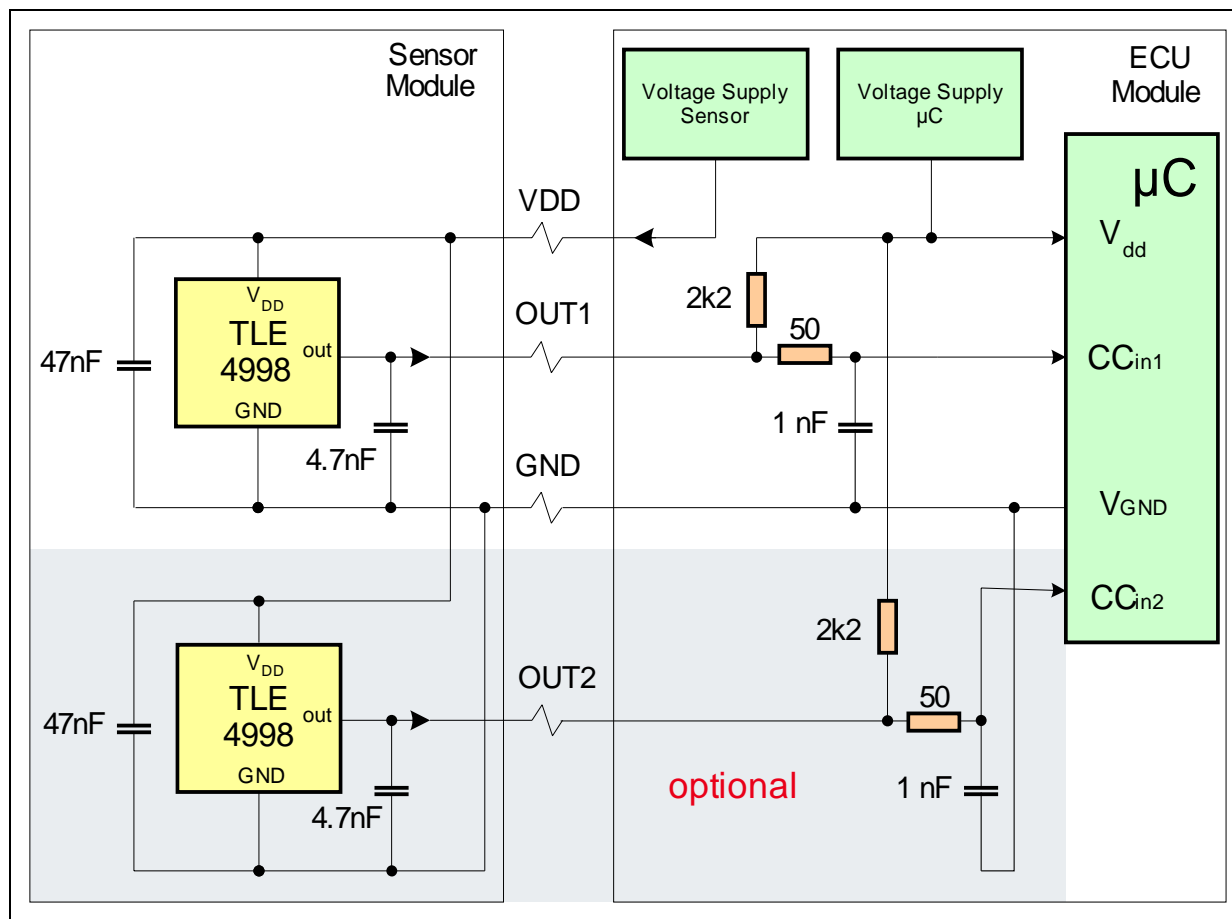 Sensor
Module
ECU
Module
Voltage Supply
Sensor
Voltage Supply
µC
µC
VDD
Vdd
VDD
TLE
4998
out
GND
47nF
4.7nF
OUT1
2k2
50
CCin1
1 nF
GND
VGND
CCin2
VDD
TLE
4998
out
GND
47nF
4.7nF
OUT2
2k2
50
1 nF
optional